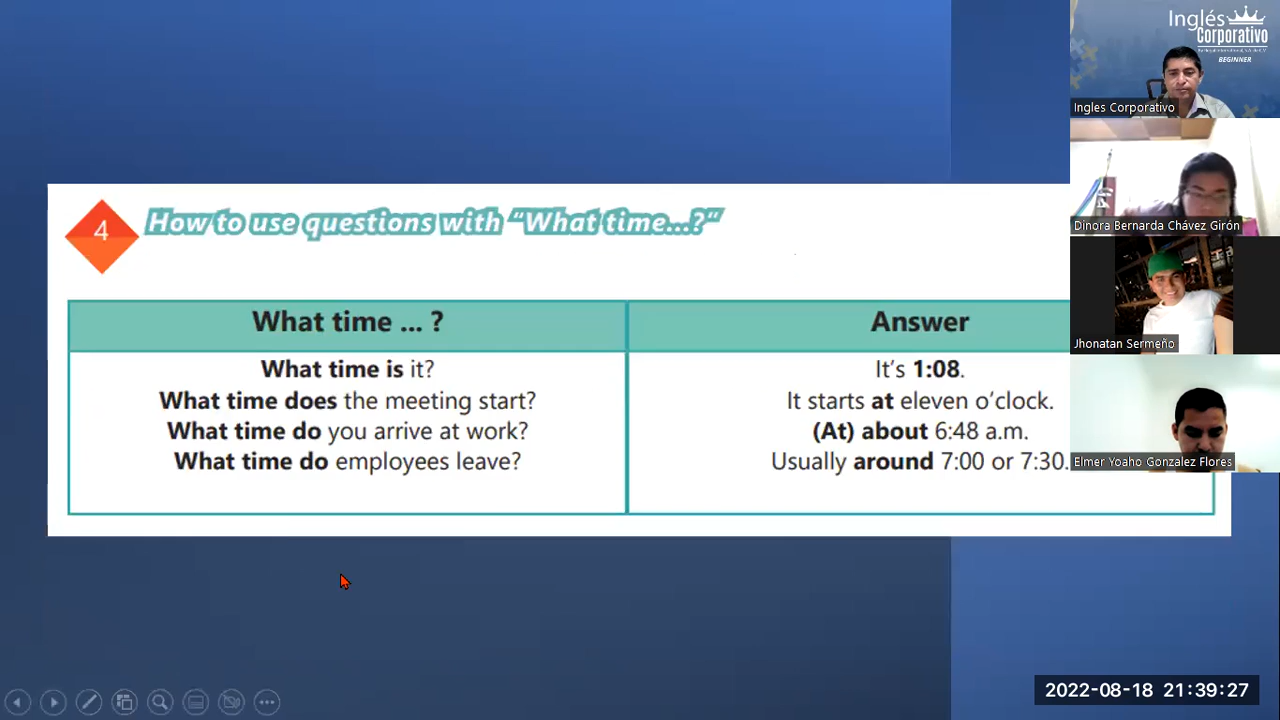 Inglés
Corporativo
BEGINNER
Ingles Corporativo
4
How to use questions with “What time...?”
What time ... ?
Answer
What time is it?
It’s 1:08.
What time does the meeting start?
It starts at eleven o’clock.
What time do you arrive at work?
(At) about 6:48 a.m.
What time do employees leave?
Usually around 7:00 or 7:30.
Dinora Bernarda Chávez Girón
Jhonatan Sermeño
Elmer Yoaho Gonzalez Flores
2022-08-18 21:39:27